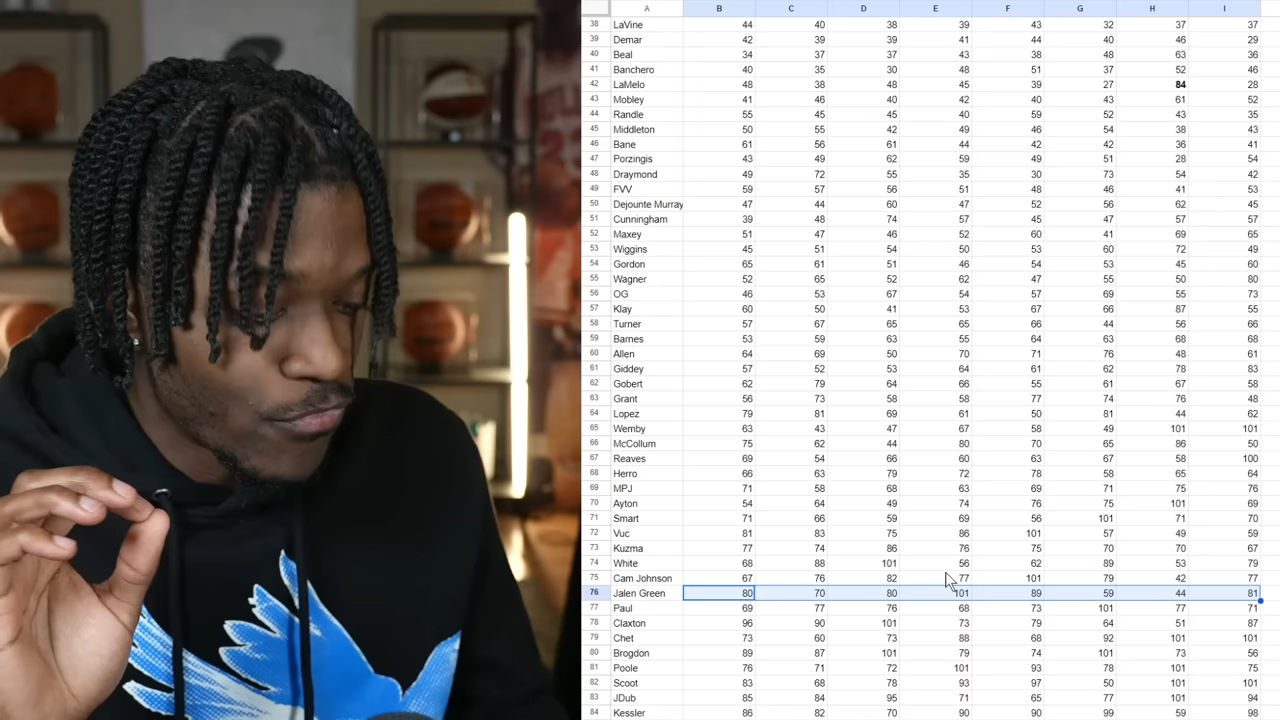 A B C D E F G H I
38 LaVine 44 40 38 39 43 32 37 37
39 Demar 42 39 39 41 44 40 46 29
40 Beal 34 37 37 43 38 48 63 36
41 Banchero 40 35 30 48 51 37 52 46
42 LaMelo 48 38 48 45 39 27 84 28
43 Mobley 41 46 40 42 40 43 61 52
44 Randle 55 45 45 40 59 52 43 35
45 Middleton 50 55 42 49 46 54 38 43
46 Bane 61 56 61 44 42 42 36 41
47 Porzingis 43 49 62 59 49 51 28 54
48 Draymond 49 72 55 35 30 73 54 42
49 FVV 59 57 56 51 48 46 41 53
50 Dejounte Murray 47 44 60 47 52 56 62 45
51 Cunningham 39 48 74 57 45 47 57 57
52 Maxey 51 47 46 52 60 41 69 65
53 Wiggins 45 51 54 50 53 60 72 49
54 Gordon 65 61 51 46 54 53 45 60
55 Wagner 52 65 52 62 47 55 50 80
56 OG 46 53 67 54 57 69 55 73
57 Klay 60 50 41 53 67 66 87 55
58 Turner 57 67 65 65 66 44 56 66
59 Barnes 53 59 63 55 64 63 68 68
60 Allen 64 69 50 70 71 76 48 61
61 Giddey 57 52 53 64 61 62 78 83
62 Gobert 62 79 64 66 55 61 67 58
63 Grant 56 73 58 58 77 74 76 48
64 Lopez 79 81 69 61 50 81 44 62
65 Wemby 63 43 47 67 58 49 101 101
66 McCollum 75 62 44 80 70 65 86 50
67 Reaves 69 54 66 60 63 67 58 100
68 Herro 66 63 79 72 78 58 65 64
69 MPJ 71 58 68 63 69 71 75 76
70 Ayton 54 64 49 74 76 75 101 69
71 Smart 71 66 59 69 56 101 71 70
72 Vuc 81 83 75 86 101 57 49 59
73 Kuzma 77 74 86 76 75 70 70 67
74 White 68 88 101 56 62 89 53 79
75 Cam Johnson 67 76 82 77 101 79 42 77
76 Jalen Green 80 70 80 101 89 59 44 81
77 Paul 69 77 76 68 73 101 77 71
78 Claxton 96 90 101 73 79 64 51 87
79 Chet 73 60 73 88 68 92 101 101
80 Brogdon 89 87 101 79 74 101 73 56
81 Poole 76 71 72 101 93 78 101 75
82 Scoot 83 68 78 93 97 50 101 101
83 JDub 85 84 95 71 65 77 101 94
84 Kessler 86 82 70 90 90 99 59 98